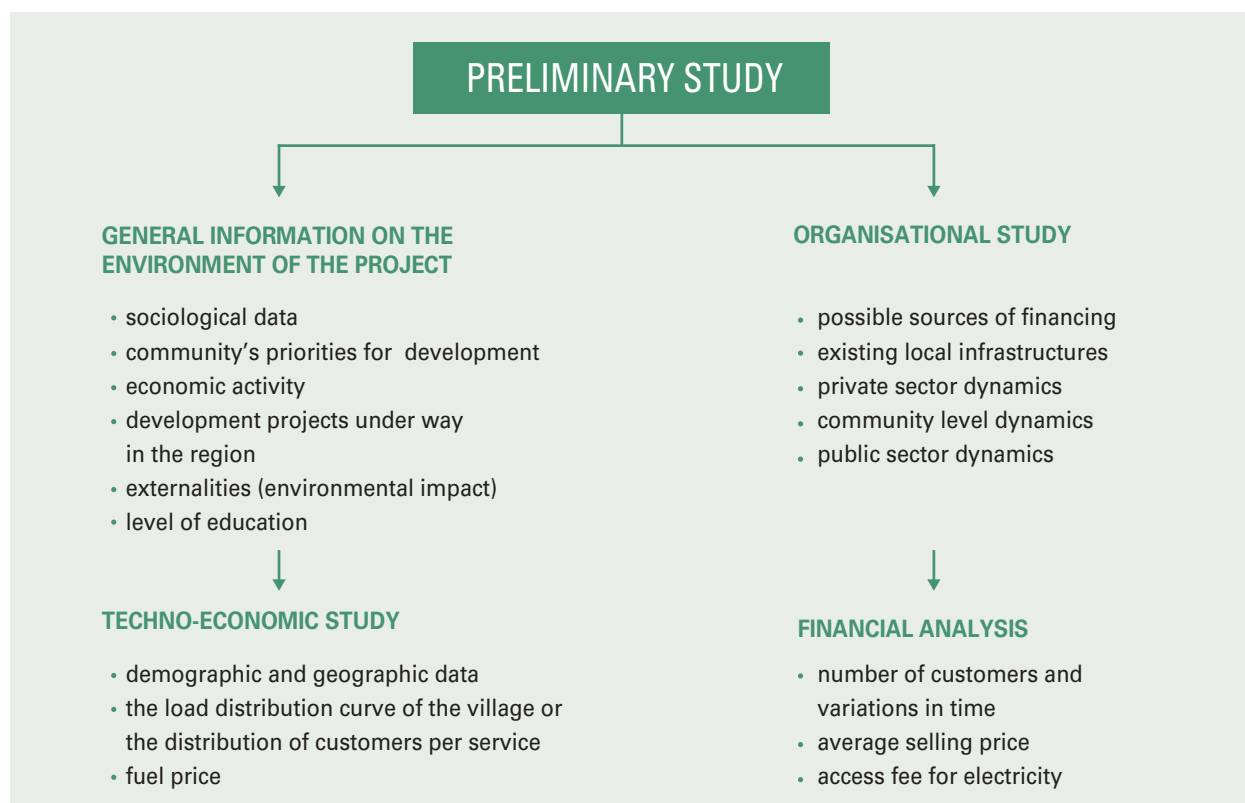 PRELIMINARY STUDY
GENERAL INFORMATION ON THE
ENVIRONMENT OF THE PROJECT
• sociological data
• community’s priorities for development
• economic activity
• development projects under way
in the region
• externalities (environmental impact)
• level of education
ORGANISATIONAL STUDY
• possible sources of financing
• existing local infrastructures
• private sector dynamics
• community level dynamics
• public sector dynamics
TECHNO-ECONOMIC STUDY
• demographic and geographic data
• the load distribution curve of the village or
the distribution of customers per service
• fuel price
FINANCIAL ANALYSIS
• number of customers and
variations in time
• average selling price
• access fee for electricity